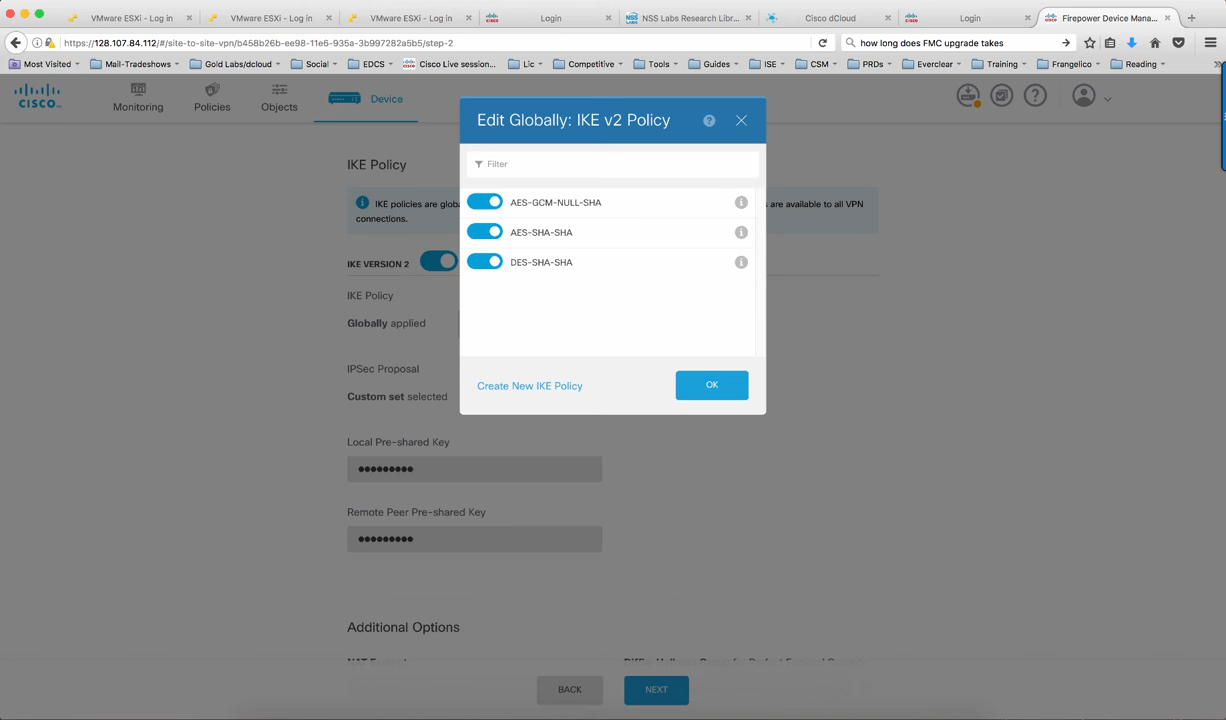 VMware ESXi - Log in
VMware ESXi - Log in
VMware ESXi - Log in
Login
NSS Labs Research Libr...
Cisco dCloud
Login
Firepower Device Mana...
https://128.107.84.112/#/site-to-site-vpn/b458b26b-ee98-11e6-935a-3b997282a5b5/step-2
how long does FMC upgrade takes
Most Visited
Mail-Tradeshows
Gold Labs/dcloud
Social
EDCS
Cisco Live session...
Lic
Competitive
Tools
Guides
ISE
CSM
PRDs
Everclear
Training
Frangelico
Reading
CISCO
Monitoring
Policies
Objects
Device
Edit Globally: IKE v2 Policy
Filter
AES-GCM-NULL-SHA
AES-SHA-SHA
DES-SHA-SHA
Create New IKE Policy
OK
IKE Policy
IKE policies are globa
s are available to all VPN
connections.
IKE VERSION 2
IKE Policy
Globally applied
IPSec Proposal
Custom set selected
Local Pre-shared Key
Remote Peer Pre-shared Key
Additional Options
BACK
NEXT